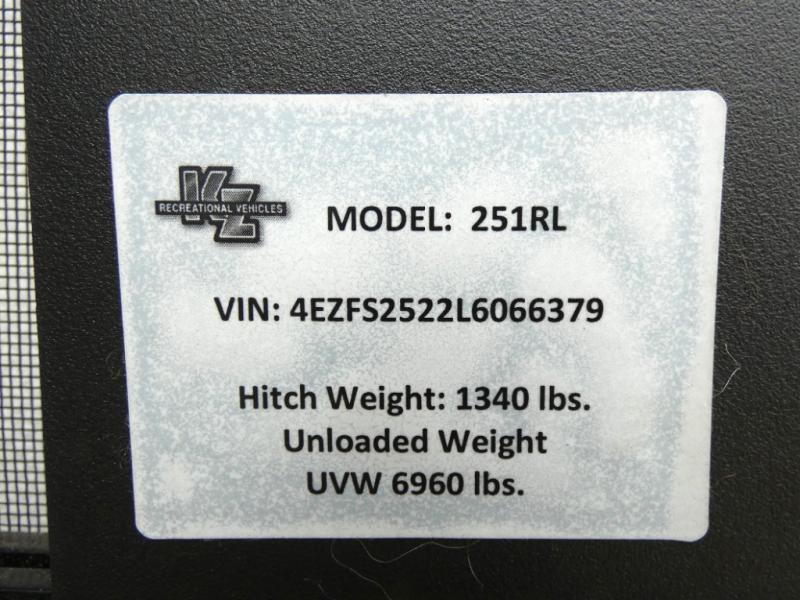 KZ
RECREATIONAL VEHICLES
MODEL: 251RL
VIN: 4EZFS2522L6066379
Hitch Weight: 1340 lbs.
Unloaded Weight
UVW 6960 lbs.